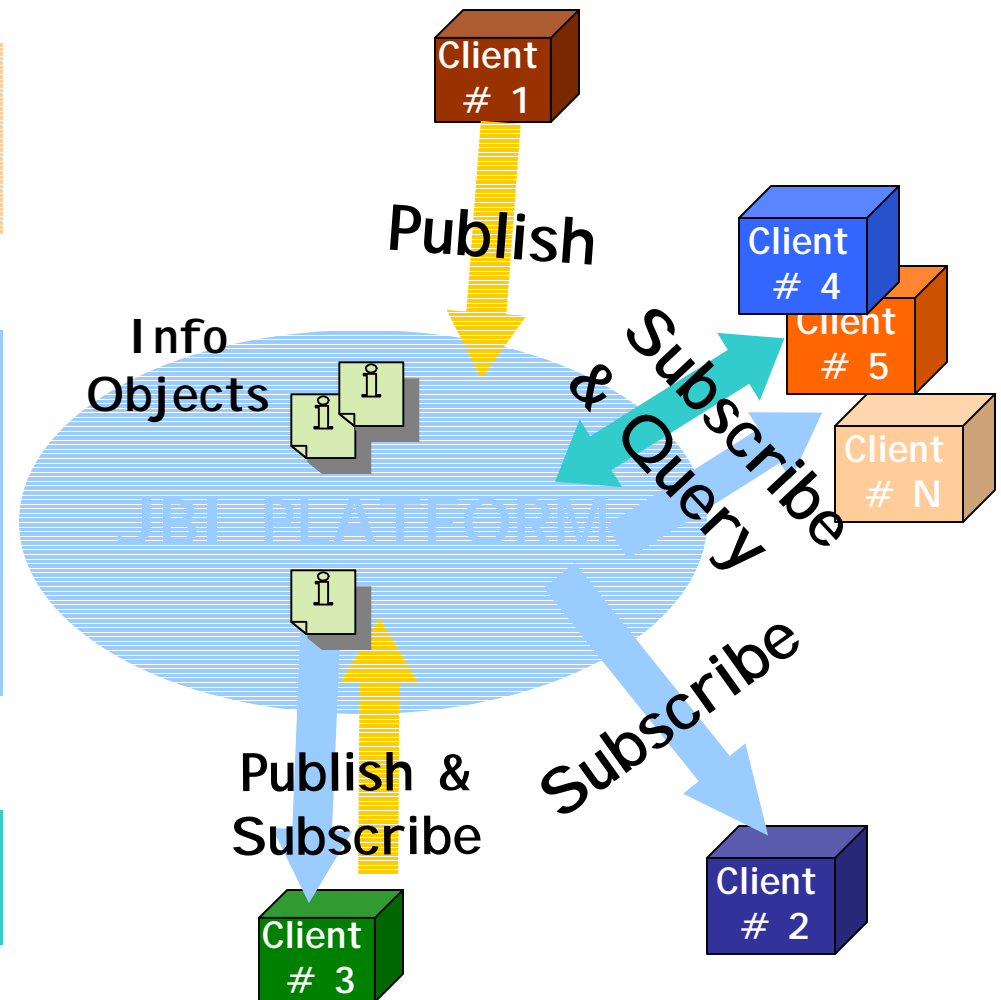 Client
# 1
Publish
Client
# 4
Client
# 5
Client
# N
Info
Objects
i
i
Subscribe
& Query
JBI PLATFORM
i
Subscribe
Publish &
Subscribe
Client
# 2
Client
# 3